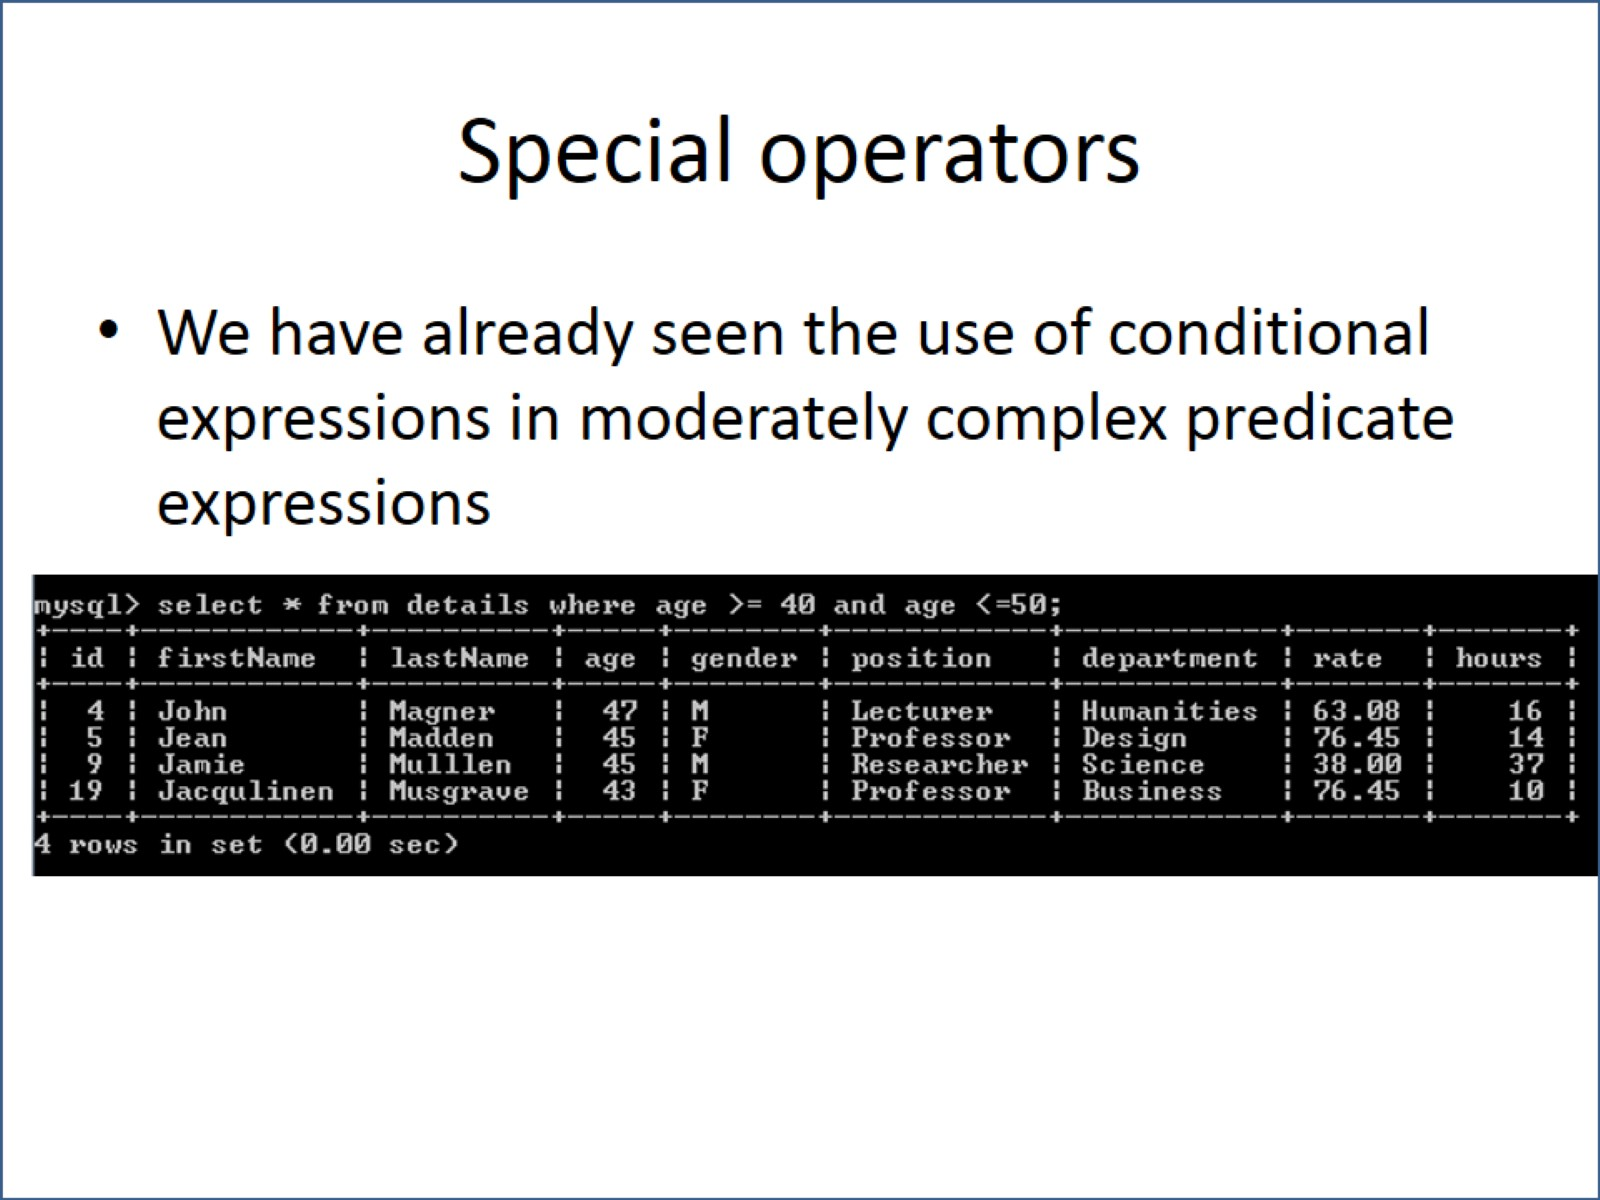 Special operators
• We have already seen the use of conditional
expressions in moderately complex predicate
expressions
mysql> select * from details where age >= 40 and age <=50;
+----+------------+----------+-----+--------+------------+------------+-------+-------+
| id | firstName | lastName | age | gender | position | department | rate | hours |
+----+------------+----------+-----+--------+------------+------------+-------+-------+
| 4 | John | Magner | 47 | M | Lecturer | Humanities | 63.08 | 16 |
| 5 | Jean | Madden | 45 | F | Professor | Design | 76.45 | 14 |
| 9 | Jamie | Mulllen | 45 | M | Researcher | Science | 38.00 | 37 |
| 19 | Jacqulinen | Musgrave | 43 | F | Professor | Business | 76.45 | 10 |
+----+------------+----------+-----+--------+------------+------------+-------+-------+
4 rows in set (0.00 sec)